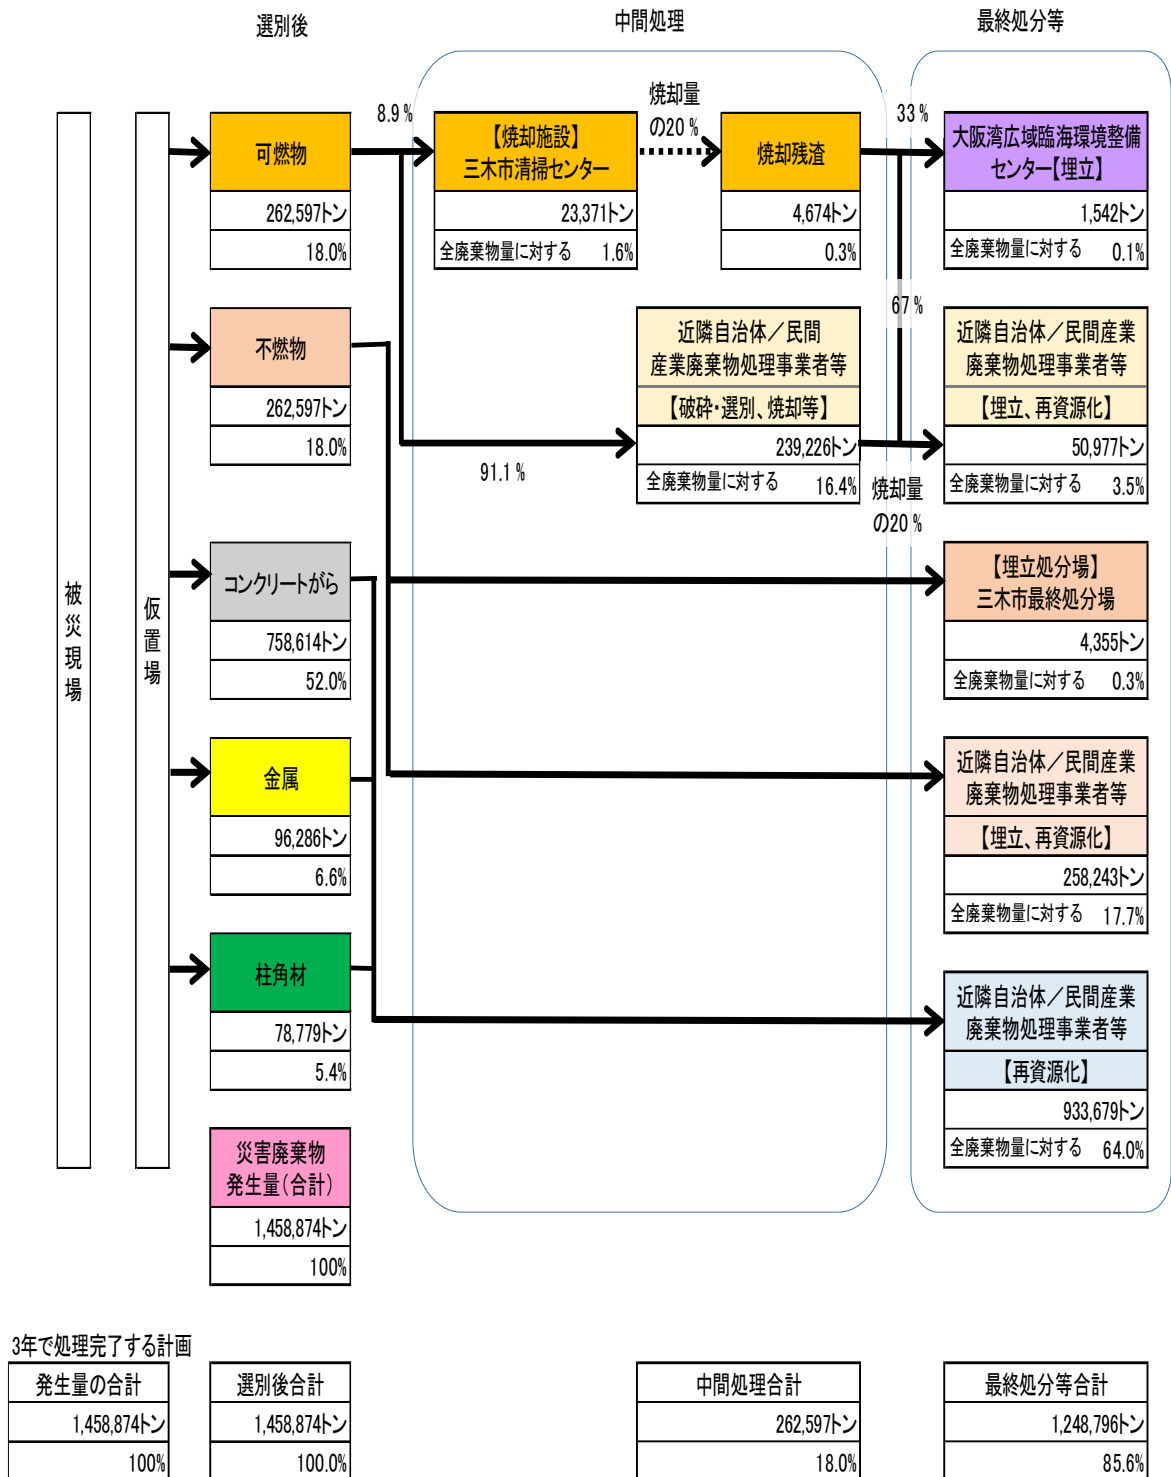 選別後
中間処理
最終処分等
8.9％
焼却量
の20％
33％
可燃物
262,597トン
18.0%
【焼却施設】
三木市清掃センター
23,371トン
全廃棄物量に対する 1.6%
焼却残渣
4,674トン
0.3%
大阪湾広域臨海環境整備
センター【埋立】
1,542トン
全廃棄物量に対する 0.1%
67％
不燃物
262,597トン
18.0%
91.1％
近隣自治体／民間
産業廃棄物処理事業者等
【破砕・選別、焼却等】
239,226トン
全廃棄物量に対する 16.4%
焼却量
の20％
近隣自治体／民間産業
廃棄物処理事業者等
【埋立、再資源化】
50,977トン
全廃棄物量に対する 3.5%
被災現場
仮置場
コンクリートがら
758,614トン
52.0%
【埋立処分場】
三木市最終処分場
4,355トン
全廃棄物量に対する 0.3%
金属
96,286トン
6.6%
近隣自治体／民間産業
廃棄物処理事業者等
【埋立、再資源化】
258,243トン
全廃棄物量に対する 17.7%
柱角材
78,779トン
5.4%
近隣自治体／民間産業
廃棄物処理事業者等
【再資源化】
933,679トン
全廃棄物量に対する 64.0%
災害廃棄物
発生量（合計）
1,458,874トン
100%
3年で処理完了する計画
発生量の合計
1,458,874トン
100%
選別後合計
1,458,874トン
100.0%
中間処理合計
262,597トン
18.0%
最終処分等合計
1,248,796トン
85.6%